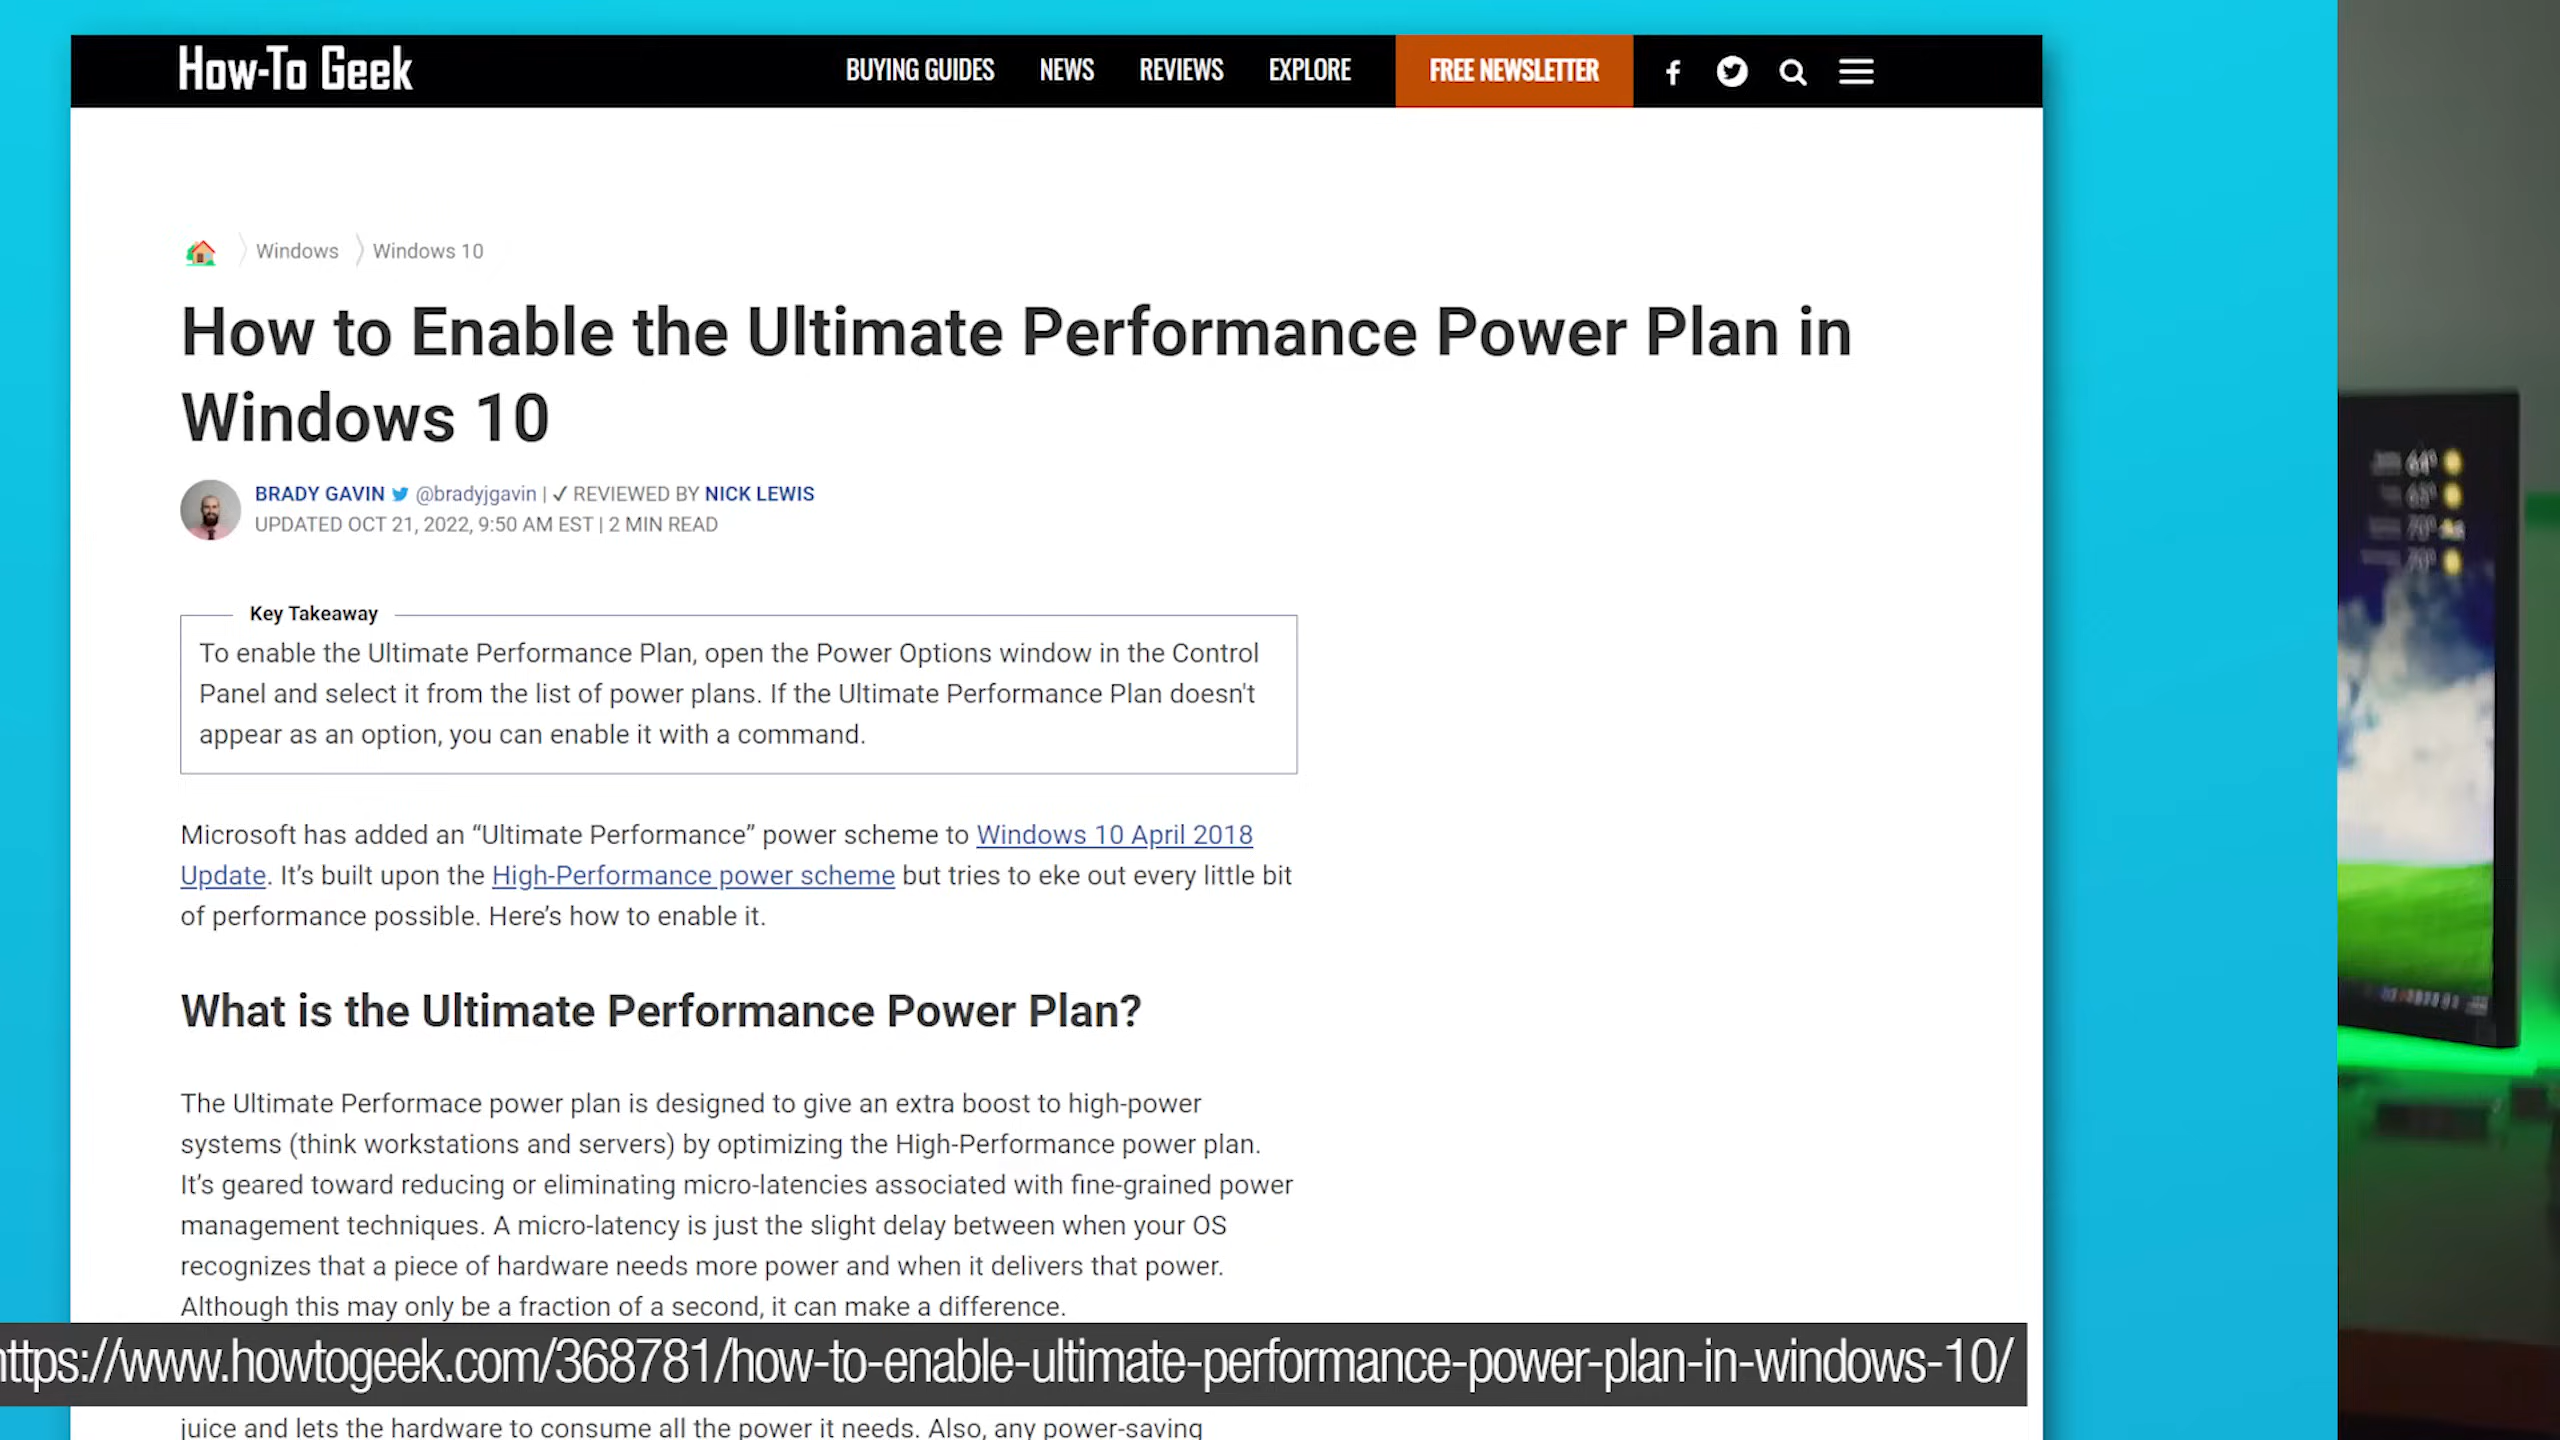 How-To Geek
BUYING GUIDES NEWS REVIEWS EXPLORE FREE NEWSLETTER
Windows Windows 10
How to Enable the Ultimate Performance Power Plan in
Windows 10
BRADY GAVIN @bradyjgavin | ✓ REVIEWED BY NICK LEWIS
UPDATED OCT 21, 2022, 9:50 AM EST | 2 MIN READ
Key Takeaway
To enable the Ultimate Performance Plan, open the Power Options window in the Control
Panel and select it from the list of power plans. If the Ultimate Performance Plan doesn't
appear as an option, you can enable it with a command.
Microsoft has added an “Ultimate Performance” power scheme to Windows 10 April 2018
Update. It’s built upon the High-Performance power scheme but tries to eke out every little bit
of performance possible. Here’s how to enable it.
What is the Ultimate Performance Power Plan?
The Ultimate Performace power plan is designed to give an extra boost to high-power
systems (think workstations and servers) by optimizing the High-Performance power plan.
It’s geared toward reducing or eliminating micro-latencies associated with fine-grained power
management techniques. A micro-latency is just the slight delay between when your OS
recognizes that a piece of hardware needs more power and when it delivers that power.
Although this may only be a fraction of a second, it can make a difference.
https://www.howtogeek.com/368781/how-to-enable-ultimate-performance-power-plan-in-windows-10/
juice and lets the hardware to consume all the power it needs. Also, any power-saving